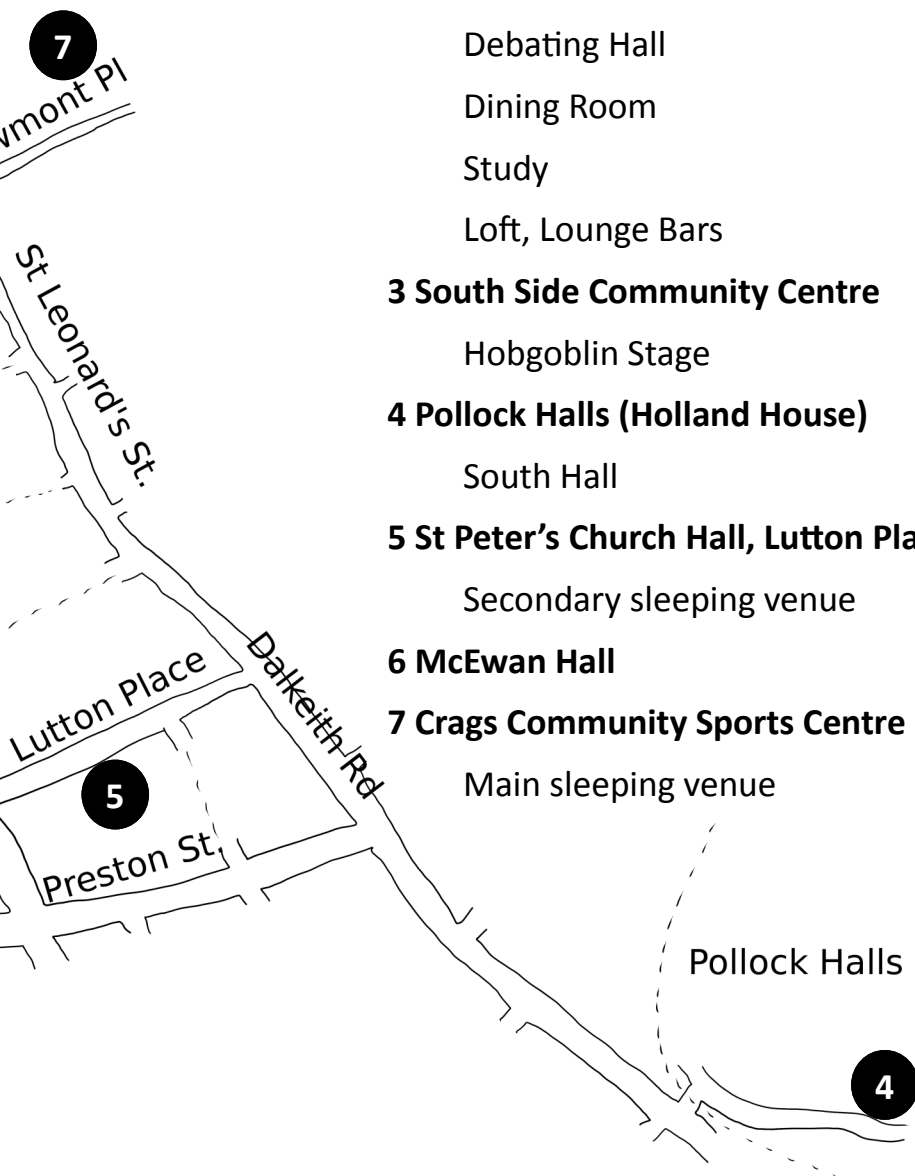 7
wmont Pl
St Leonard's St.
Lutton Place
Dalkeith Rd
5
Preston St.
Debating Hall
Dining Room
Study
Loft, Lounge Bars
3 South Side Community Centre
Hobgoblin Stage
4 Pollock Halls (Holland House)
South Hall
5 St Peter’s Church Hall, Lutton Pla
Secondary sleeping venue
6 McEwan Hall
7 Crags Community Sports Centre
Main sleeping venue
Pollock Halls
4